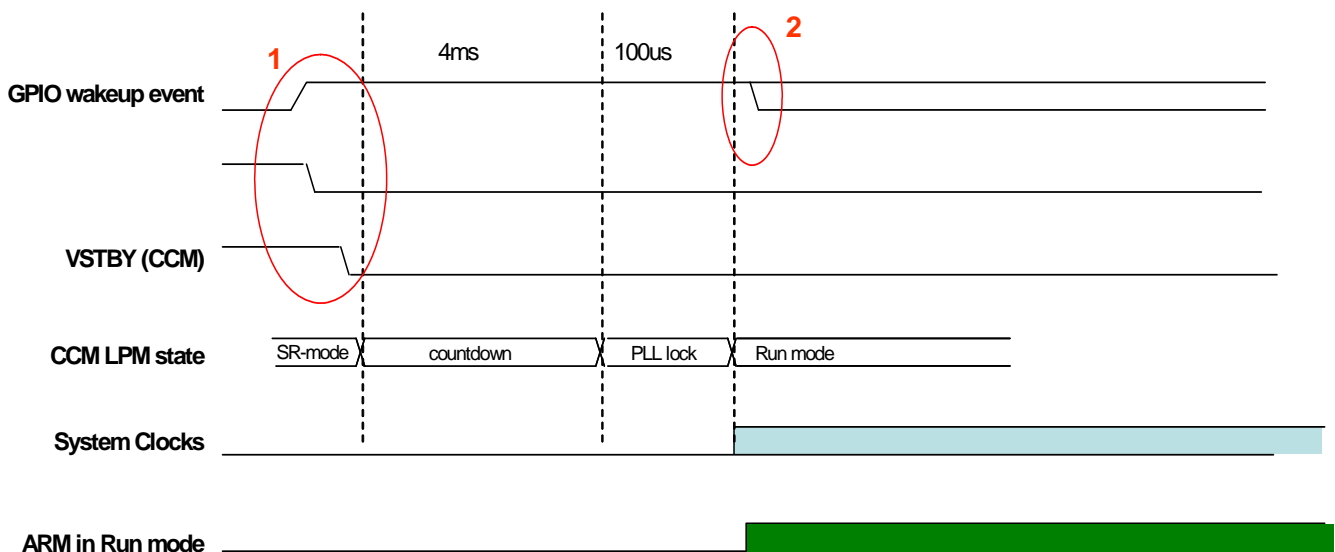 1
2
4ms
100us
GPIO wakeup event
VSTBY (CCM)
CCM LPM state
SR-mode
countdown
PLL lock
Run mode
System Clocks
ARM in Run mode